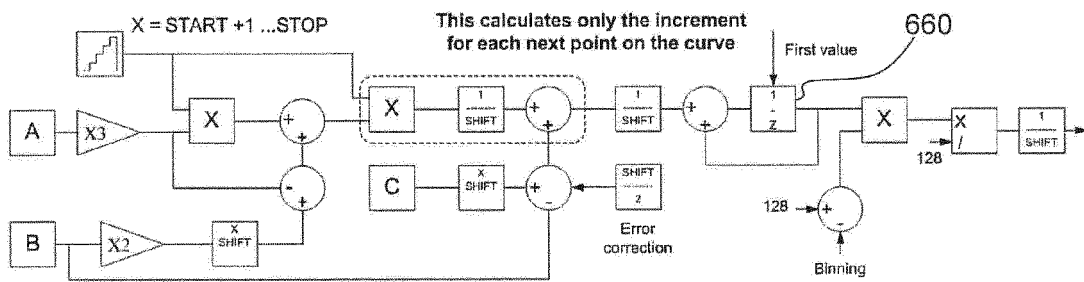 X = START +1 ...STOP
This calculates only the increment
for each next point on the curve
660
First value
A
X3
X
+
+
X
1
SHIFT
+
+
1
SHIFT
+
+
1
-
z
X
128
X
/
1
SHIFT
-
+
C
X
SHIFT
+
-
SHIFT
2
Error
correction
128
+
-
Binning
B
X2
X
SHIFT